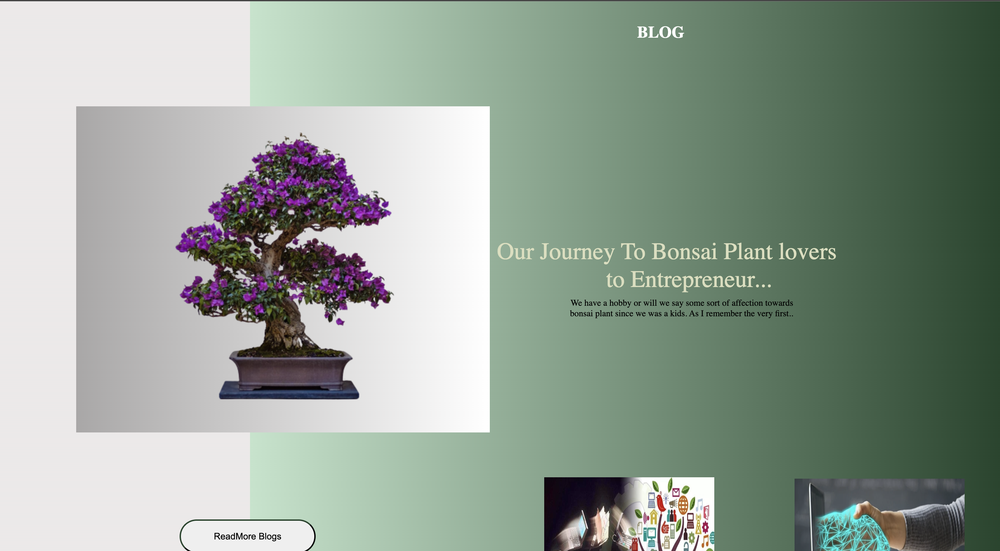 BLOG
Our Journey To Bonsai Plant lovers
to Entrepreneur...
We have a hobby or will we say some sort of affection towards
bonsai plant since we was a kids. As I remember the very first..
ReadMore Blogs